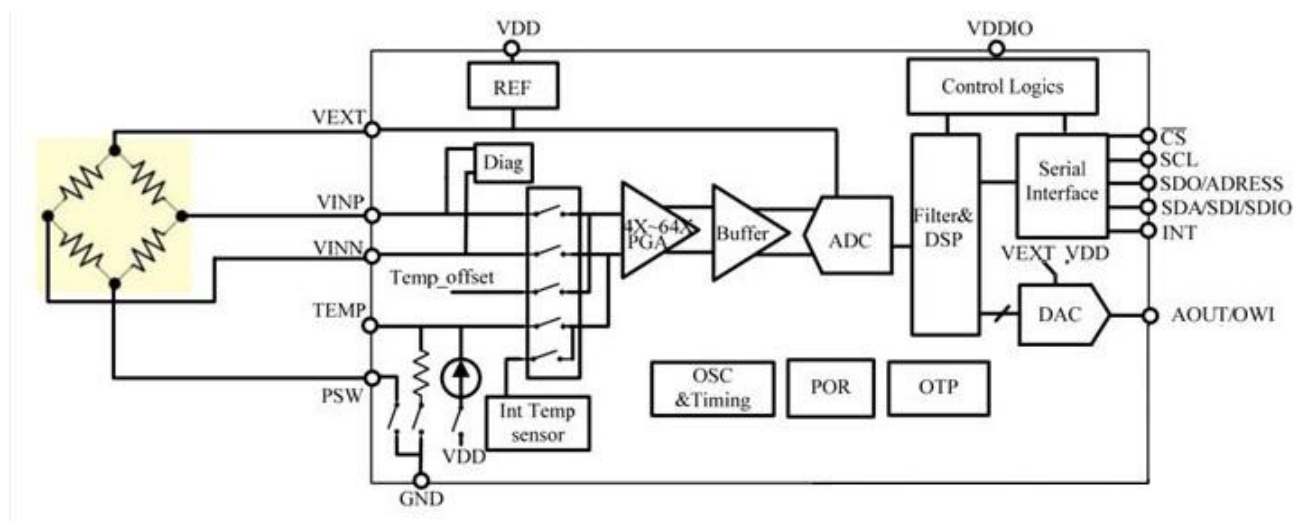 VDD
VDDIO
REF
Control Logics
VEXT
CS
Diag
SCL
Serial
Interface
SDO/ADRESS
VINP
4X~64X
PGA
Buffer
ADC
Filter&
DSP
SDA/SDI/SDIO
VINN
INT
VEXT
VDD
Temp_offset
TEMP
DAC
AOUT/OWI
OSC
&Timing
POR
OTP
PSW
Int Temp
sensor
VDD
GND